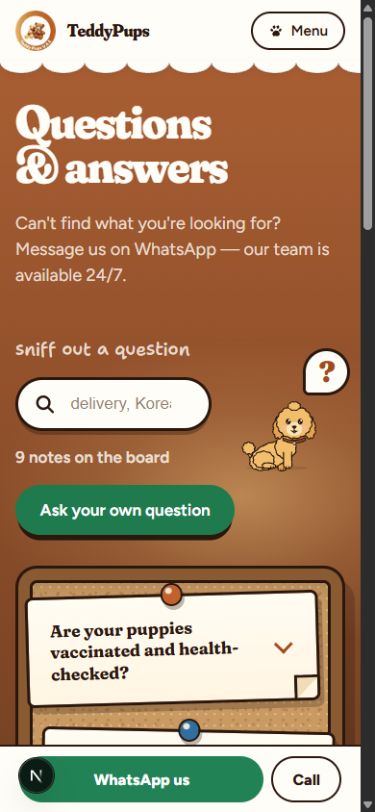 TeddyPups
Menu
Questions
& answers
Can't find what you're looking for?
Message us on WhatsApp — our team is
available 24/7.
sniff out a question
delivery, Korea
?
9 notes on the board
Ask your own question
Are your puppies
vaccinated and health-
checked?
N
WhatsApp us
Call